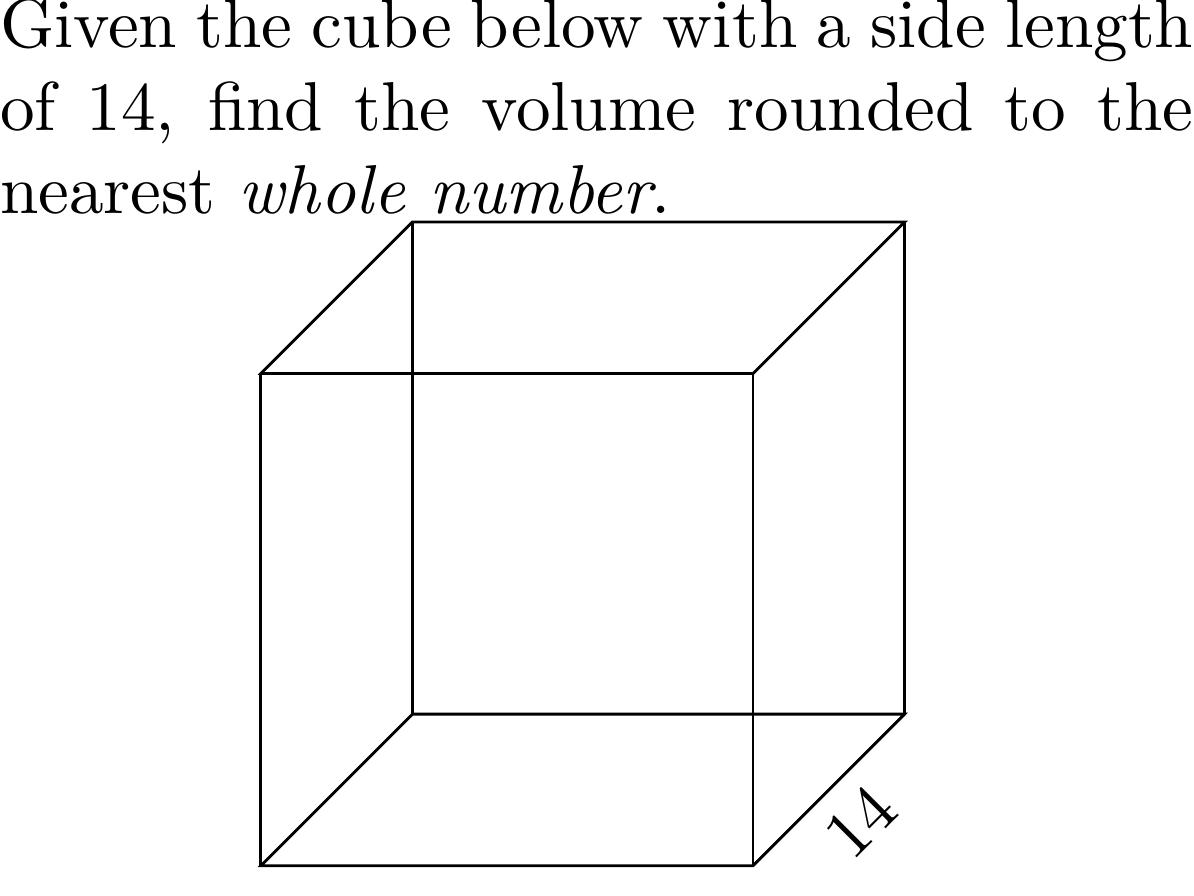 Given the cube below with a side length
of 14, find the volume rounded to the
nearest whole number.
14